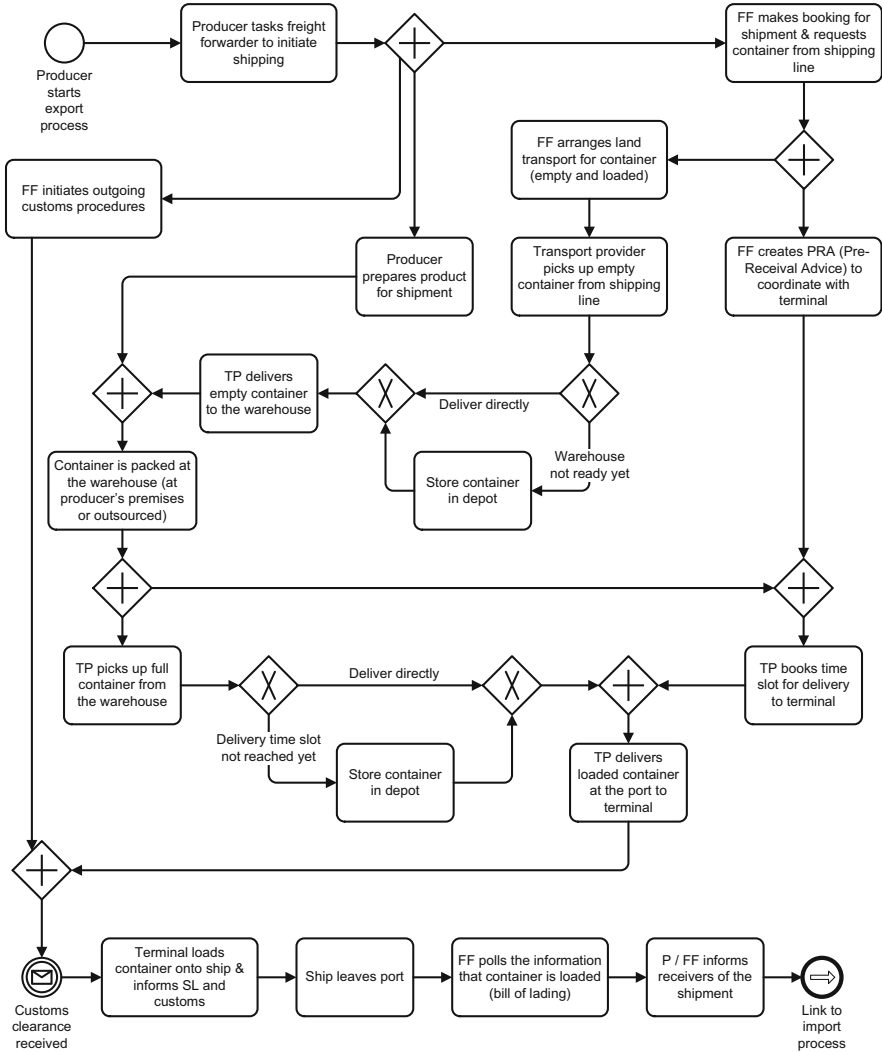 Producer
starts
export
process
Producer tasks freight
forwarder to initiate
shipping
FF makes booking for
shipment & requests
container from shipping
line
FF arranges land
transport for container
(empty and loaded)
FF initiates outgoing
customs procedures
Producer
prepares product
for shipment
Transport provider
picks up empty
container from shipping
line
FF creates PRA (Pre-
Receival Advice) to
coordinate with
terminal
TP delivers
empty container
to the warehouse
Deliver directly
Warehouse
not ready yet
Container is packed at
the warehouse (at
producer's premises
or outsourced)
Store container
in depot
TP picks up full
container from
the warehouse
Deliver directly
TP books time
slot for delivery
to terminal
Delivery time slot
not reached yet
Store container
in depot
TP delivers
loaded container
at the port to
terminal
Customs
clearance
received
Terminal loads
container onto ship &
informs SL and
customs
Ship leaves port
FF polls the information
that container is loaded
(bill of lading)
P / FF informs
receivers of the
shipment
Link to
import
process